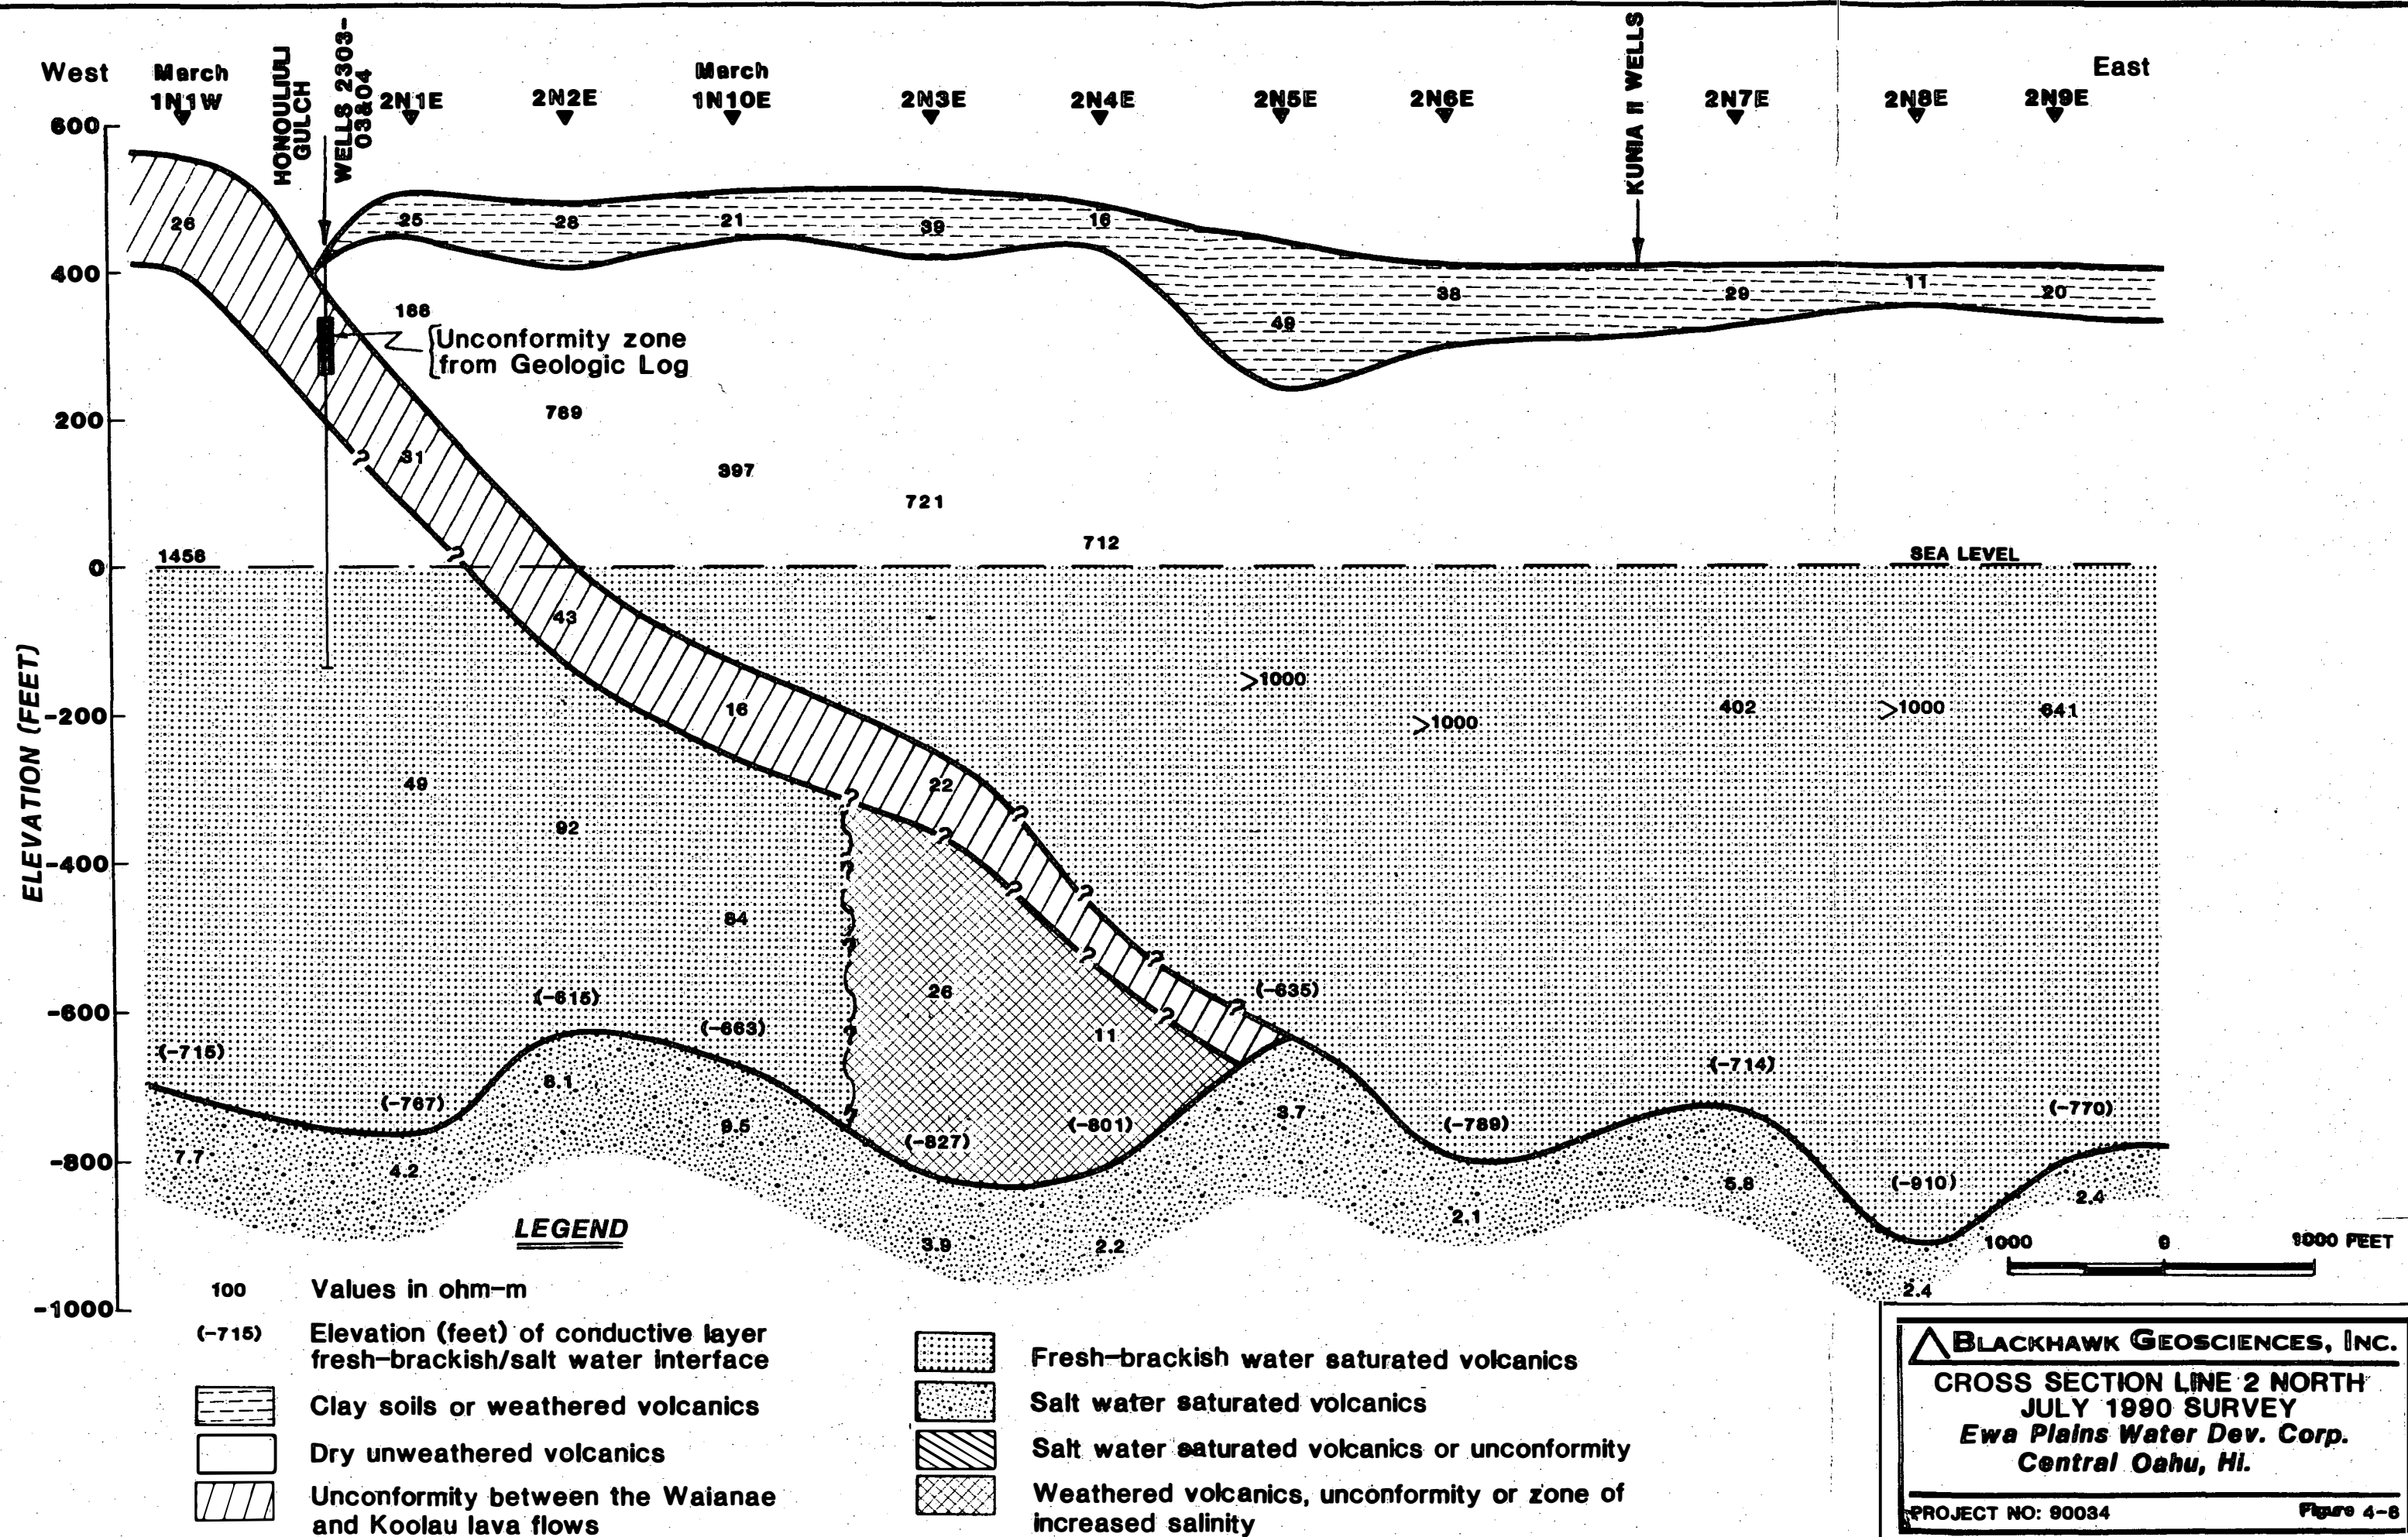 West
March
1N1W
HONOULIULI
GULCH
WELLS 2303-
03&04
2N1E
2N2E
March
1N10E
2N3E
2N4E
2N5E
2N6E
KUNIA II WELLS
2N7E
2N8E
2N9E
East
600
400
200
0
-200
-400
-600
-800
-1000
ELEVATION (FEET)
26
25
28
21
39
16
49
38
29
11
20
188
Unconformity zone
from Geologic Log
789
31
397
721
712
1458
SEA LEVEL
43
>1000
>1000
402
>1000
641
16
49
22
92
84
26
11
(-615)
(-635)
(-663)
(-715)
(-714)
(-767)
(-827)
(-801)
(-789)
(-770)
(-910)
7.7
4.2
8.1
9.5
3.9
2.2
3.7
2.1
5.8
2.4
2.4
? ? ? ? ? ? ? ? ? ? ? ? ? ? ? ?
1000 0 1000 FEET
LEGEND
100 Values in ohm-m
(-715) Elevation (feet) of conductive layer
fresh-brackish/salt water interface
Clay soils or weathered volcanics
Dry unweathered volcanics
Unconformity between the Waianae
and Koolau lava flows
Fresh-brackish water saturated volcanics
Salt water saturated volcanics
Salt water saturated volcanics or unconformity
Weathered volcanics, unconformity or zone of
increased salinity
BLACKHAWK GEOSCIENCES, INC.
CROSS SECTION LINE 2 NORTH
JULY 1990 SURVEY
Ewa Plains Water Dev. Corp.
Central Oahu, HI.
PROJECT NO: 90034
Figure 4-6